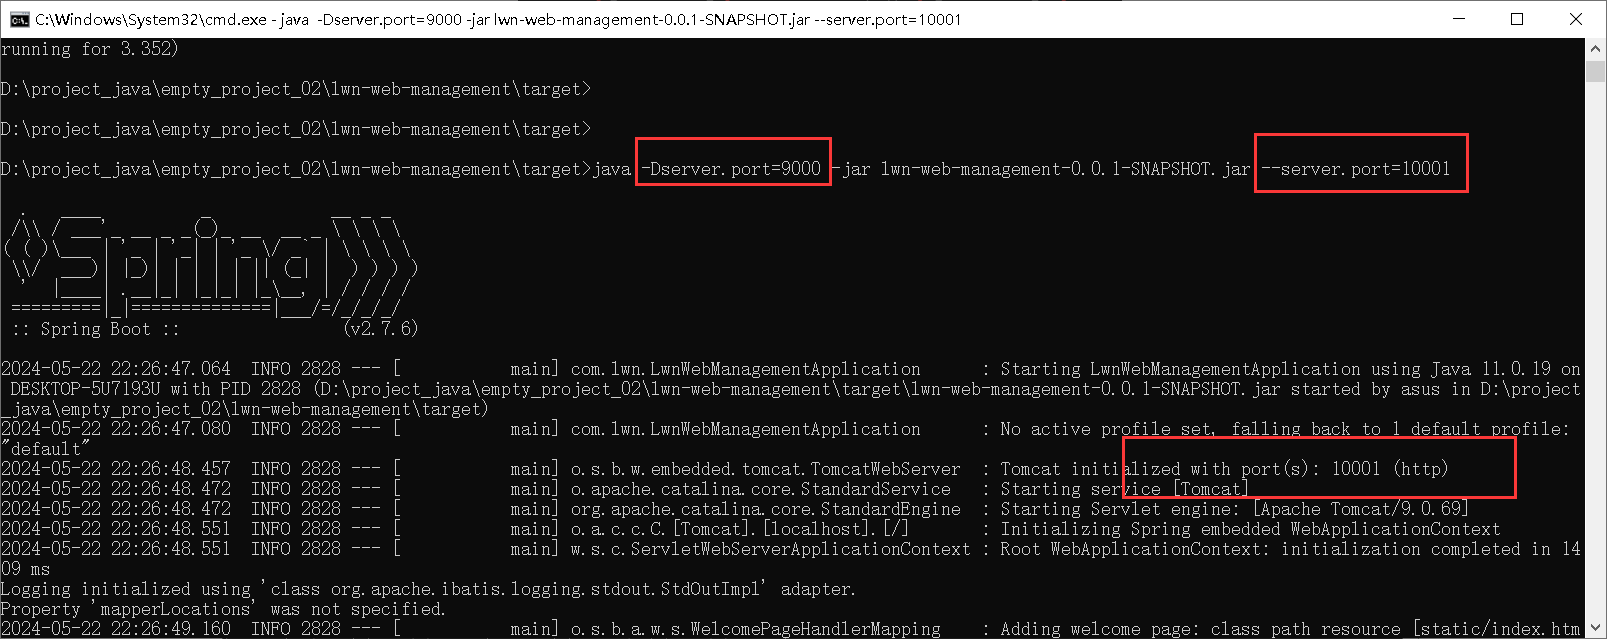 C:\Windows\System32\cmd.exe - java  -Dserver.port=9000 -jar lwn-web-management-0.0.1-SNAPSHOT.jar --server.port=10001
running for 3.352)
D:\project_java\empty_project_02\lwn-web-management\target>
D:\project_java\empty_project_02\lwn-web-management\target>
D:\project_java\empty_project_02\lwn-web-management\target>java -Dserver.port=9000 -jar lwn-web-management-0.0.1-SNAPSHOT.jar --server.port=10001
Spring
:: Spring Boot ::                (v2.7.6)
2024-05-22 22:26:47.064  INFO 2828 --- [           main] com.lwn.LwnWebManagementApplication      : Starting LwnWebManagementApplication using Java 11.0.19 on
DESKTOP-5U7193U with PID 2828 (D:\project_java\empty_project_02\lwn-web-management\target\lwn-web-management-0.0.1-SNAPSHOT.jar started by asus in D:\project
_java\empty_project_02\lwn-web-management\target)
2024-05-22 22:26:47.080  INFO 2828 --- [           main] com.lwn.LwnWebManagementApplication      : No active profile set, falling back to 1 default profile:
"default"
2024-05-22 22:26:48.457  INFO 2828 --- [           main] o.s.b.w.embedded.tomcat.TomcatWebServer  : Tomcat initialized with port(s): 10001 (http)
2024-05-22 22:26:48.472  INFO 2828 --- [           main] o.apache.catalina.core.StandardService   : Starting service [Tomcat]
2024-05-22 22:26:48.472  INFO 2828 --- [           main] org.apache.catalina.core.StandardEngine  : Starting Servlet engine: [Apache Tomcat/9.0.69]
2024-05-22 22:26:48.551  INFO 2828 --- [           main] o.a.c.c.C.[Tomcat].[localhost].[/]       : Initializing Spring embedded WebApplicationContext
2024-05-22 22:26:48.551  INFO 2828 --- [           main] w.s.c.ServletWebServerApplicationContext : Root WebApplicationContext: initialization completed in 14
09 ms
Logging initialized using 'class org.apache.ibatis.logging.stdout.StdOutImpl' adapter.
Property 'mapperLocations' was not specified.
2024-05-22 22:26:49.160  INFO 2828 --- [           main] o.s.b.a.w.s.WelcomePageHandlerMapping    : Adding welcome page: class path resource [static/index.htm